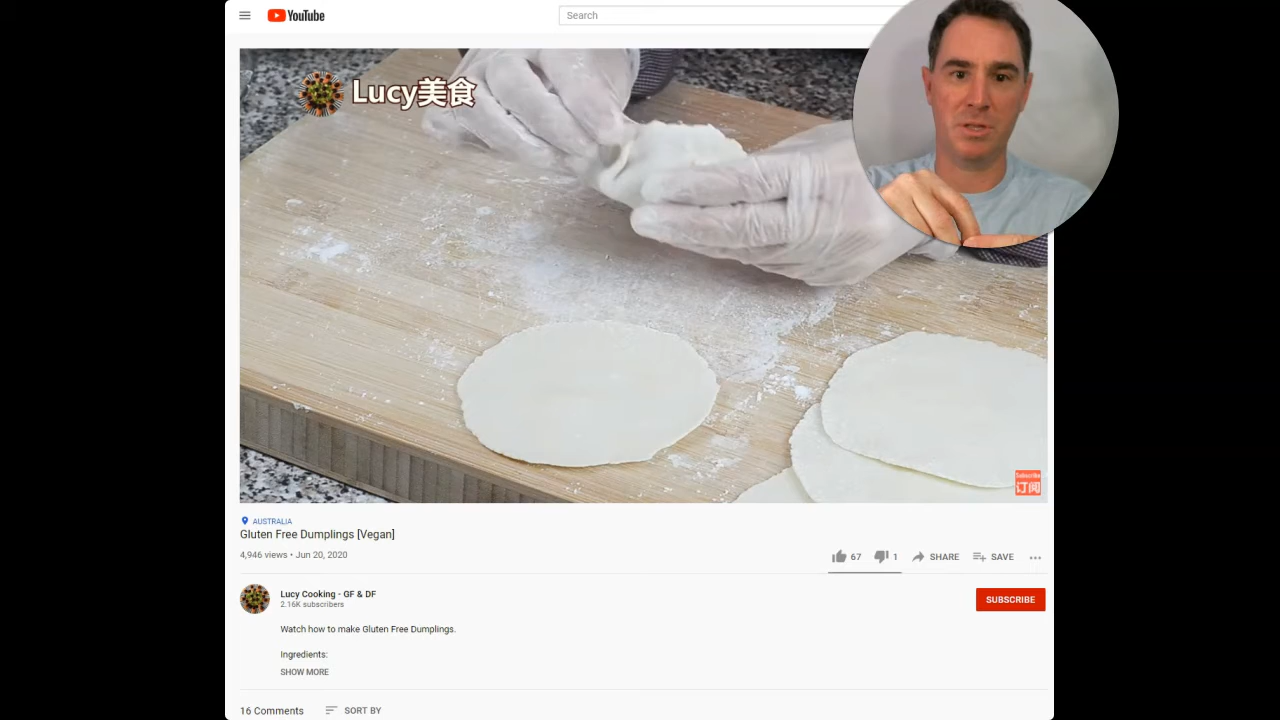 YouTube
Search
Lucy美食
Subscribe
订阅
AUSTRALIA
Gluten Free Dumplings [Vegan]
4,946 views • Jun 20, 2020
67
1
SHARE
SAVE
Lucy Cooking - GF & DF
2.16K subscribers
SUBSCRIBE
Watch how to make Gluten Free Dumplings.
Ingredients:
SHOW MORE
16 Comments
SORT BY